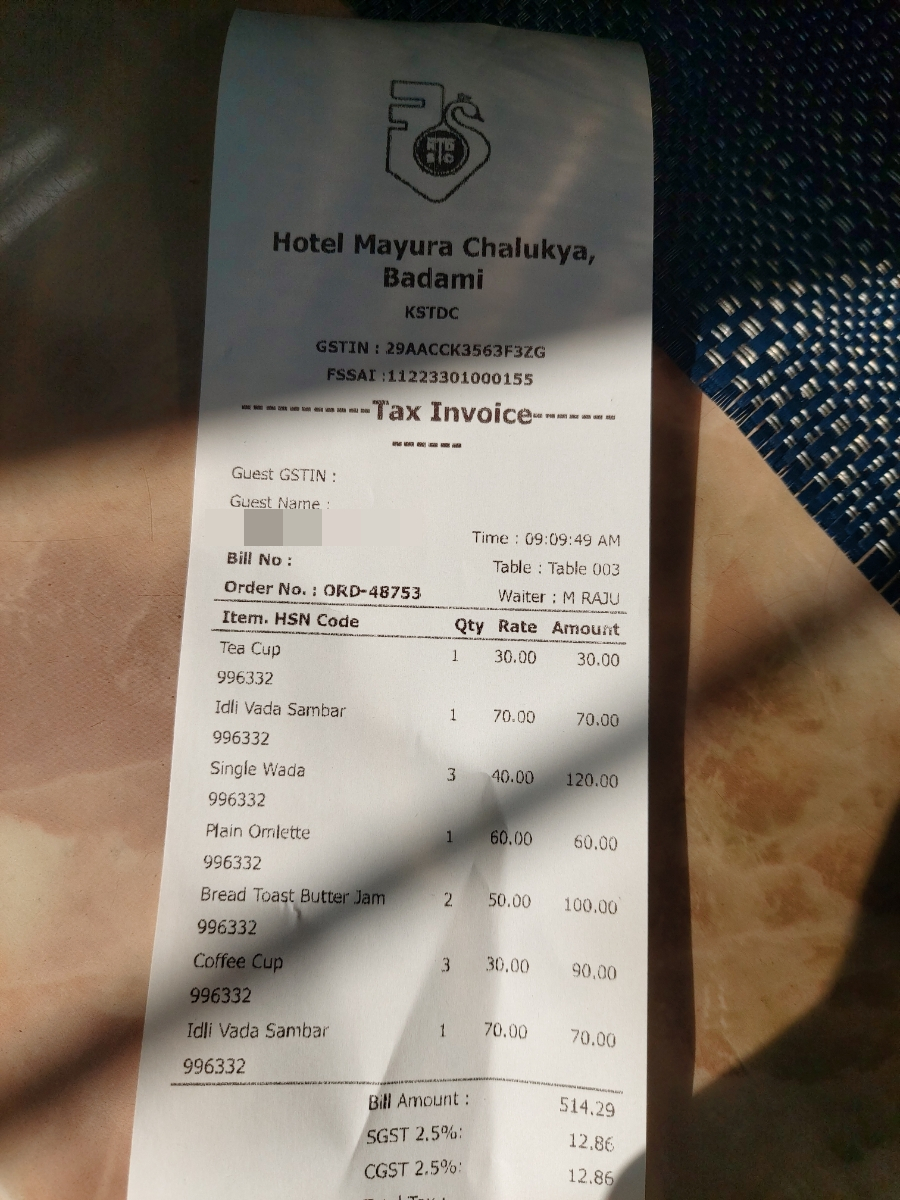 KTS
DC
Hotel Mayura Chalukya,
Badami
KSTDC
GSTIN : 29AACCK3563F3ZG
FSSAI :11223301000155
-----------Tax Invoice-------
------
Guest GSTIN :
Guest Name :
Time : 09:09:49 AM
Bill No :
Table : Table 003
Order No. : ORD-48753
Waiter : M RAJU
Item. HSN Code Qty Rate Amount
Tea Cup 1 30.00 30.00
996332
Idli Vada Sambar 1 70.00 70.00
996332
Single Wada 3 40.00 120.00
996332
Plain Omlette 1 60.00 60.00
996332
Bread Toast Butter Jam 2 50.00 100.00
996332
Coffee Cup 3 30.00 90.00
996332
Idli Vada Sambar 1 70.00 70.00
996332
Bill Amount : 514.29
SGST 2.5%: 12.86
CGST 2.5%: 12.86